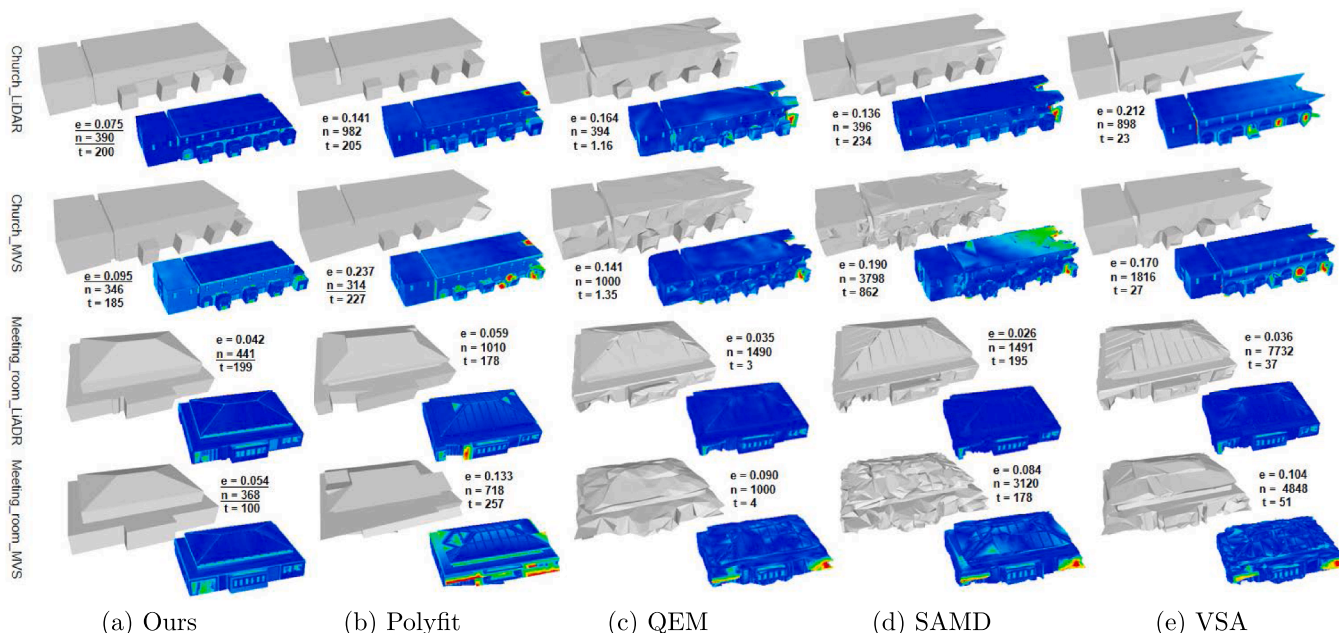 Church_LiDAR
e = 0.075
n = 390
t = 200
e = 0.141
n = 982
t = 205
e = 0.164
n = 394
t = 1.16
e = 0.136
n = 396
t = 234
e = 0.212
n = 898
t = 23
Church_MVS
e = 0.095
n = 346
t = 185
e = 0.237
n = 314
t = 227
e = 0.141
n = 1000
t = 1.35
e = 0.190
n = 3798
t = 862
e = 0.170
n = 1816
t = 27
Meeting_room_LiADR
e = 0.042
n = 441
t =199
e = 0.059
n = 1010
t = 178
e = 0.035
n = 1490
t = 3
e = 0.026
n = 1491
t = 195
e = 0.036
n = 7732
t = 37
Meeting_room_MVS
e = 0.054
n = 368
t = 100
e = 0.133
n = 718
t = 257
e = 0.090
n = 1000
t = 4
e = 0.084
n = 3120
t = 178
e = 0.104
n = 4848
t = 51
(a) Ours
(b) Polyfit
(c) QEM
(d) SAMD
(e) VSA